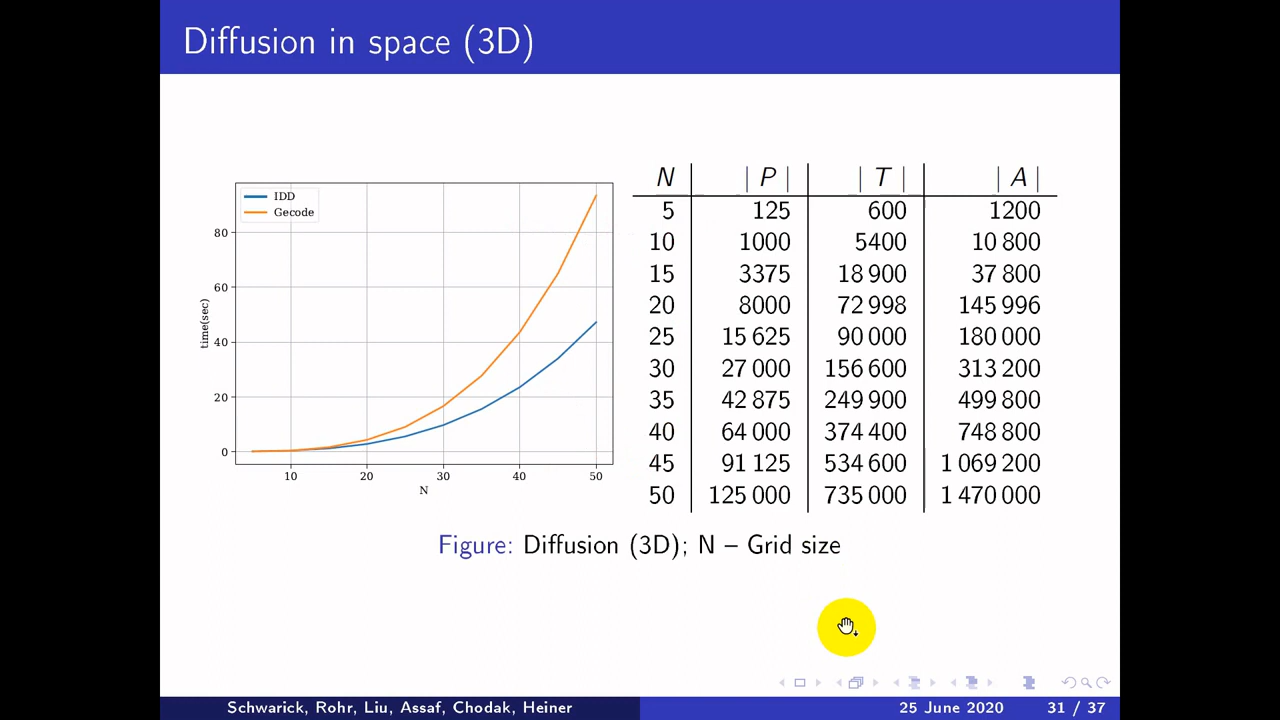 Diffusion in space (3D)
IDD
Gecode
80
60
40
20
0
10 20 30 40 50
time(sec)
N
N | P | | T | | A |
5 125 600 1200
10 1000 5400 10 800
15 3375 18 900 37 800
20 8000 72 998 145 996
25 15 625 90 000 180 000
30 27 000 156 600 313 200
35 42 875 249 900 499 800
40 64 000 374 400 748 800
45 91 125 534 600 1 069 200
50 125 000 735 000 1 470 000
Figure: Diffusion (3D); N – Grid size
Schwarick, Rohr, Liu, Assaf, Chodak, Heiner 25 June 2020 31 / 37